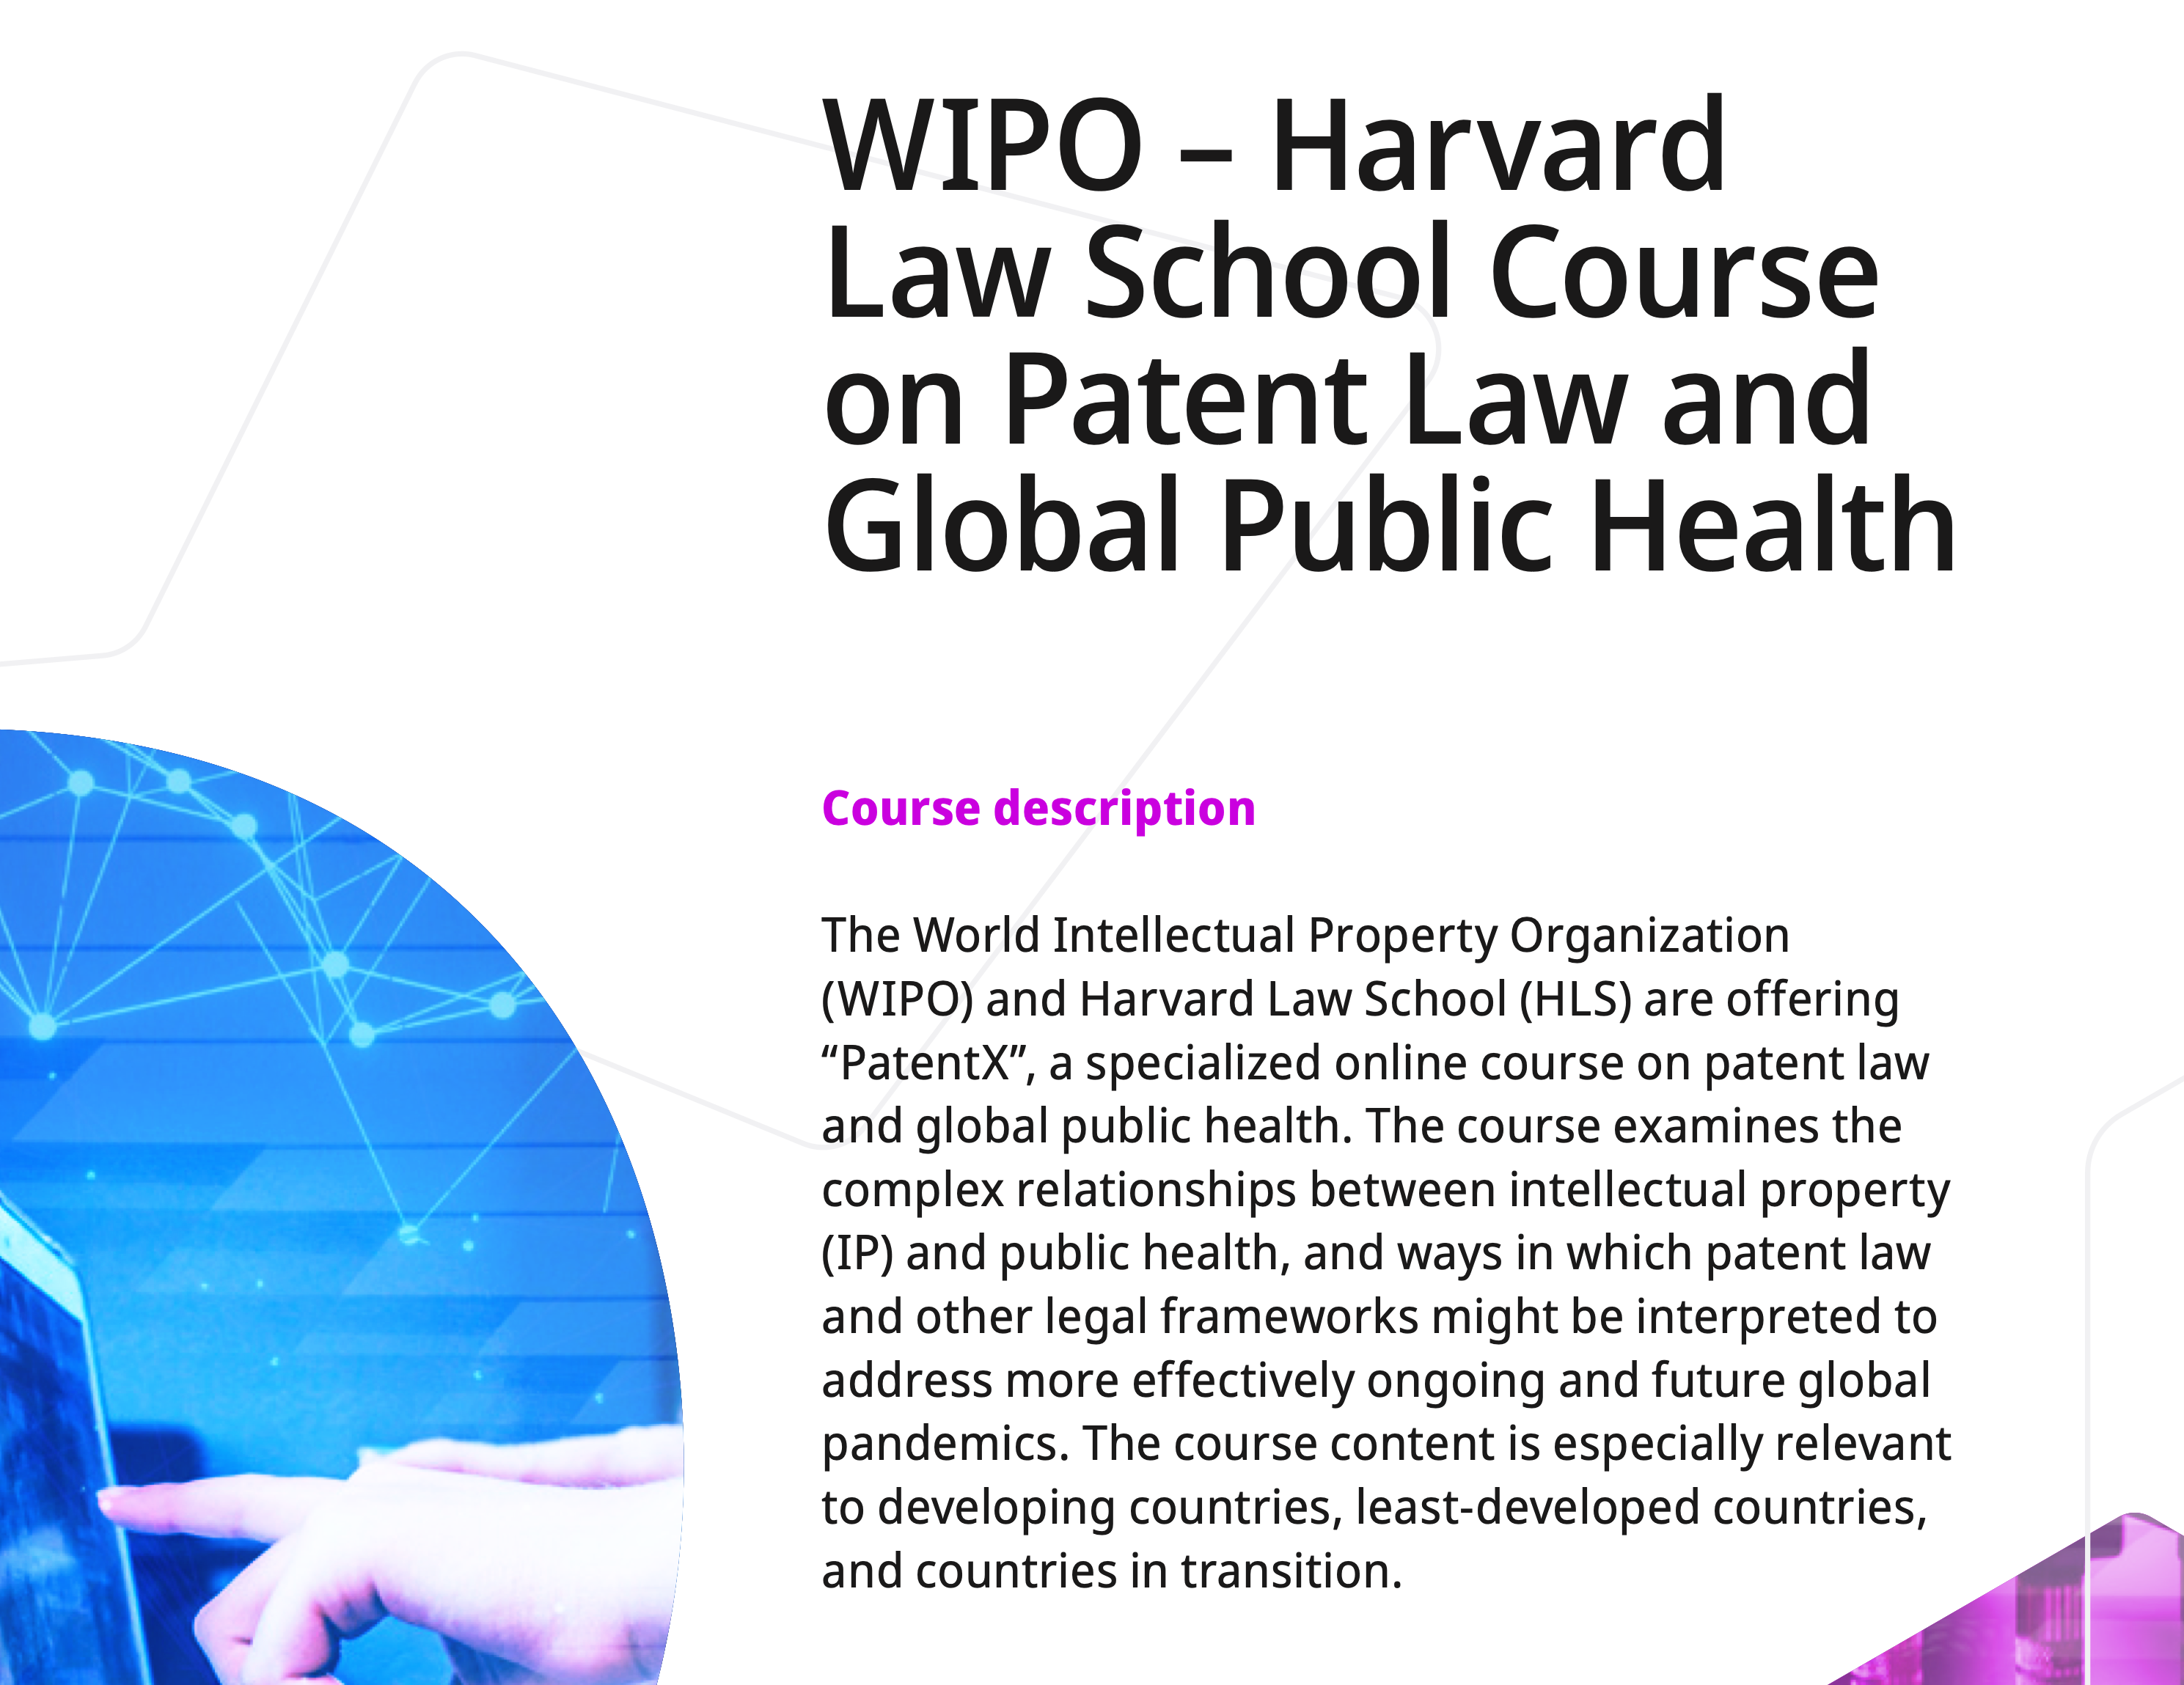 WIPO – Harvard
Law School Course
on Patent Law and
Global Public Health
Course description
The World Intellectual Property Organization
(WIPO) and Harvard Law School (HLS) are offering
“PatentX”, a specialized online course on patent law
and global public health. The course examines the
complex relationships between intellectual property
(IP) and public health, and ways in which patent law
and other legal frameworks might be interpreted to
address more effectively ongoing and future global
pandemics. The course content is especially relevant
to developing countries, least-developed countries,
and countries in transition.